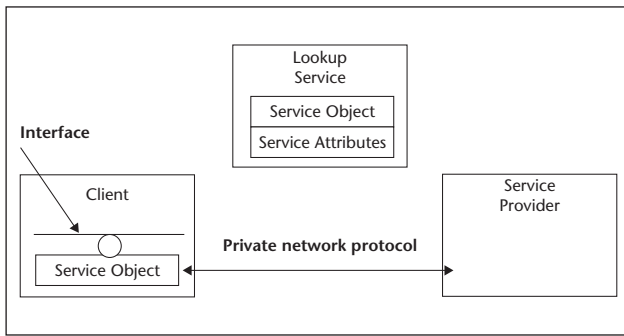 Lookup
Service
Service Object
Service Attributes
Interface
Client
Service
Provider
Private network protocol
Service Object